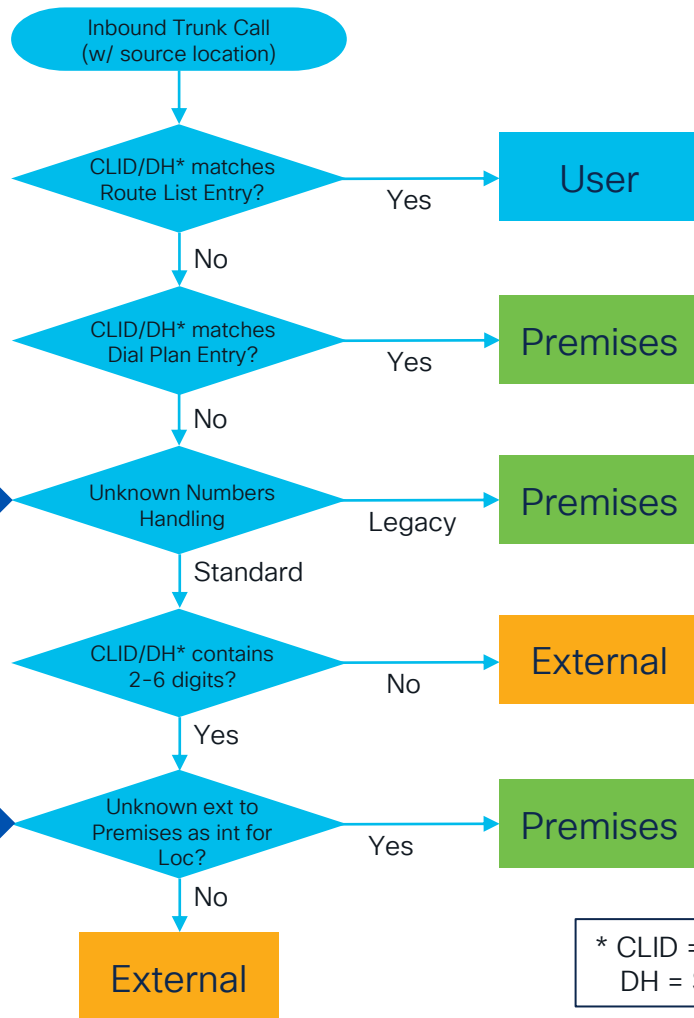 Inbound Trunk Call
(w/ source location)
CLID/DH* matches
Route List Entry?
Yes
User
No
CLID/DH* matches
Dial Plan Entry?
Yes
Premises
No
Unknown Numbers
Handling
Legacy
Premises
Standard
CLID/DH* contains
2-6 digits?
No
External
Yes
Unknown ext to
Premises as int for
Loc?
Yes
Premises
No
External
* CLID =
DH =